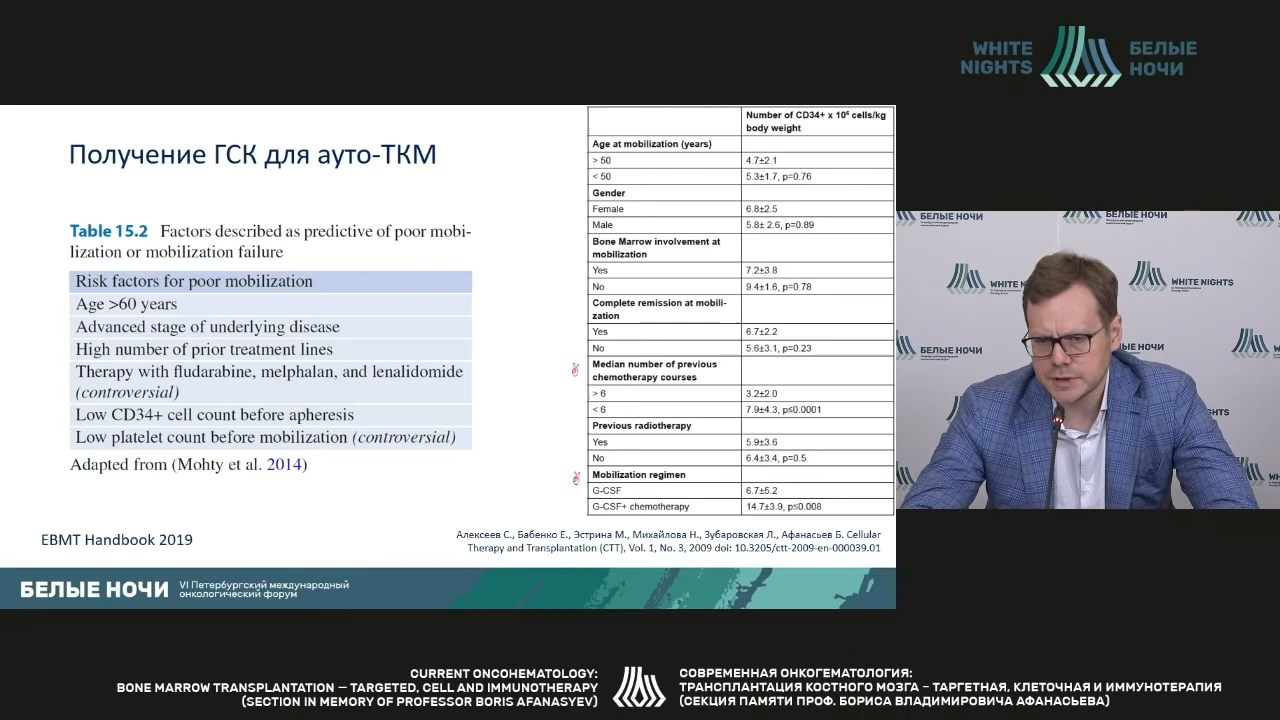 WHITE
NIGHTS
БЕЛЫЕ
НОЧИ
Получение ГСК для ауто-ТКМ
Table 15.2 Factors described as predictive of poor mobi-
lization or mobilization failure
Risk factors for poor mobilization
Age >60 years
Advanced stage of underlying disease
High number of prior treatment lines
Therapy with fludarabine, melphalan, and lenalidomide
(controversial)
Low CD34+ cell count before apheresis
Low platelet count before mobilization (controversial)
Adapted from (Mohty et al. 2014)
EBMT Handbook 2019
Number of CD34+ x 10⁶ cells/kg
body weight
Age at mobilization (years)
> 50 4.7±2.1
< 50 5.3±1.7, p=0.76
Gender
Female 6.8±2.5
Male 5.8± 2.6, p=0.89
Bone Marrow involvement at
mobilization
Yes 7.2±3.8
No 9.4±1.6, p=0.78
Complete remission at mobili-
zation
Yes 6.7±2.2
No 5.6±3.1, p=0.23
Median number of previous
chemotherapy courses
> 6 3.2±2.0
< 6 7.9±4.3, p≤0.0001
Previous radiotherapy
Yes 5.9±3.6
No 6.4±3.4, p=0.5
Mobilization regimen
G-CSF 6.7±5.2
G-CSF+ chemotherapy 14.7±3.9, p≤0.008
Алексеев С., Бабенко Е., Эстрина М., Михайлова Н., Зубаровская Л., Афанасьев Б. Cellular
Therapy and Transplantation (CTT), Vol. 1, No. 3, 2009 doi: 10.3205/ctt-2009-en-000039.01
БЕЛЫЕ НОЧИ
VI Петербургский международный
онкологический форум
БЕЛЫЕ НОЧИ
БЕЛЫЕ НОЧИ
WHITE NIGHTS
WHITE NIGHTS
БЕЛЫЕ НОЧИ
БЕЛЫЕ НОЧИ
CURRENT ONCOHEMATOLOGY:
BONE MARROW TRANSPLANTATION – TARGETED, CELL AND IMMUNOTHERAPY
(SECTION IN MEMORY OF PROFESSOR BORIS AFANASYEV)
СОВРЕМЕННАЯ ОНКОГЕМАТОЛОГИЯ:
ТРАНСПЛАНТАЦИЯ КОСТНОГО МОЗГА – ТАРГЕТНАЯ, КЛЕТОЧНАЯ И ИММУНОТЕРАПИЯ
(СЕКЦИЯ ПАМЯТИ ПРОФ. БОРИСА ВЛАДИМИРОВИЧА АФАНАСЬЕВА)